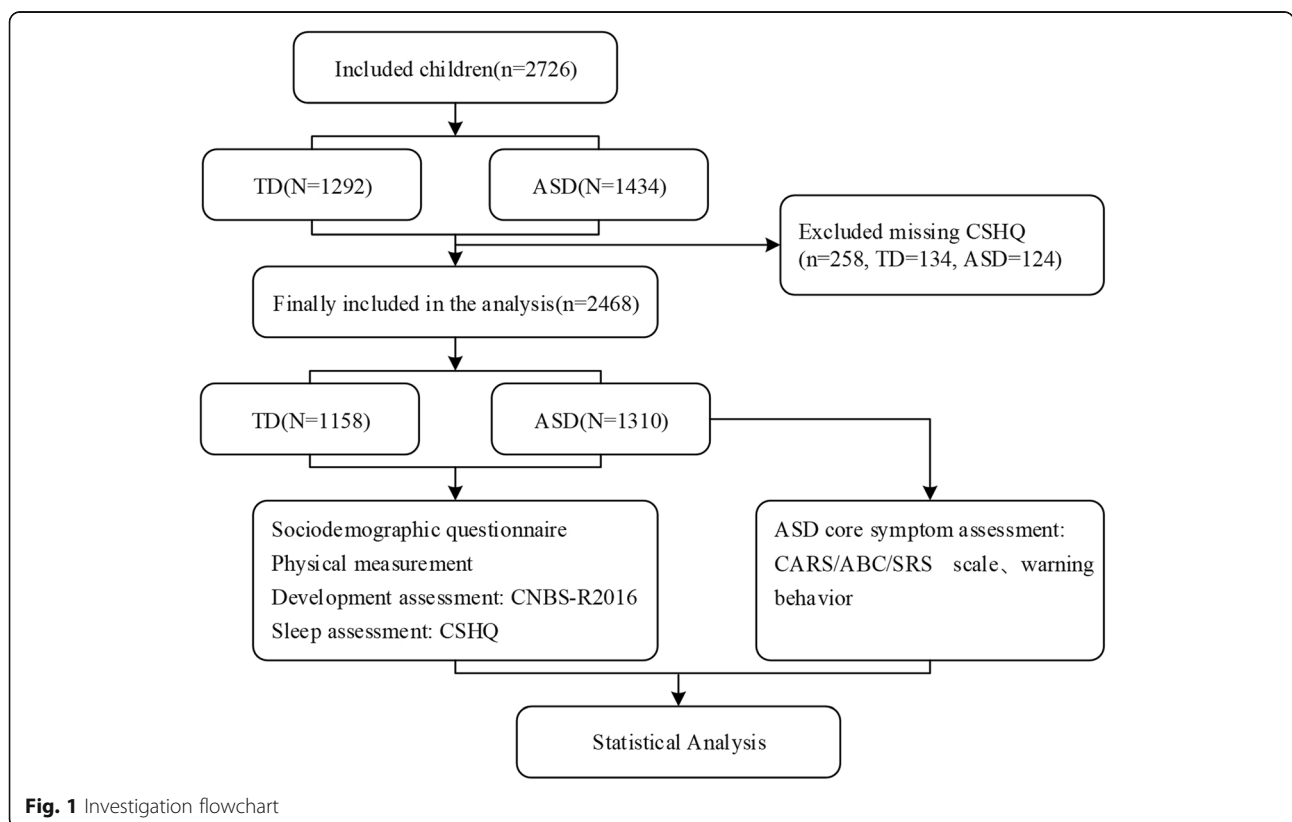 Included children(n=2726)
TD(N=1292)
ASD(N=1434)
Excluded missing CSHQ
(n=258, TD=134, ASD=124)
Finally included in the analysis(n=2468)
TD(N=1158)
ASD(N=1310)
Sociodemographic questionnaire
Physical measurement
Development assessment: CNBS-R2016
Sleep assessment: CSHQ
ASD core symptom assessment:
CARS/ABC/SRS scale、warning
behavior
Statistical Analysis
Fig. 1 Investigation flowchart